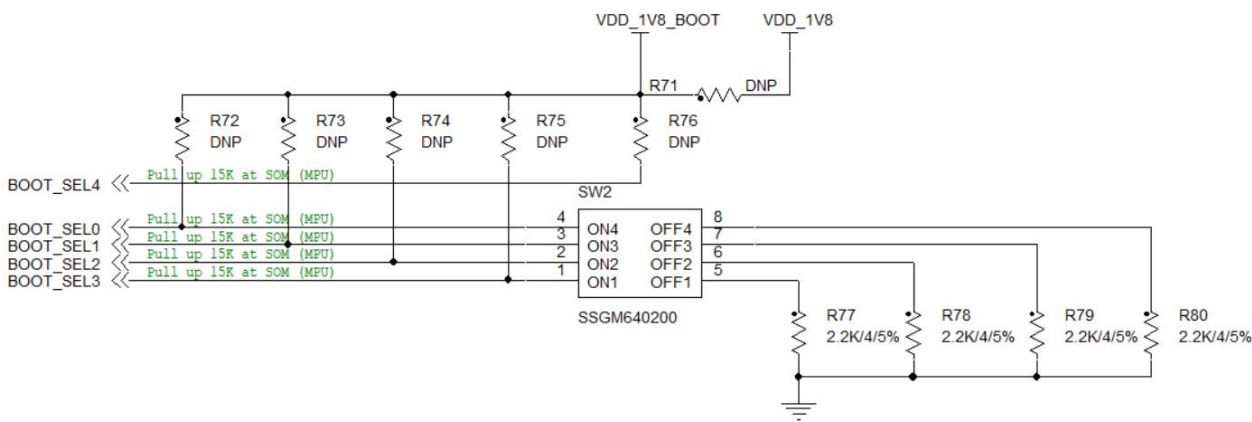 VDD_1V8_BOOT VDD_1V8
R71 DNP
R72 R73 R74 R75 R76
DNP DNP DNP DNP DNP
BOOT_SEL4 Pull up 15K at SOM (MPU)
SW2
BOOT_SEL0 Pull up 15K at SOM (MPU) 4 ON4 OFF4 8
BOOT_SEL1 Pull up 15K at SOM (MPU) 3 ON3 OFF3 7
BOOT_SEL2 Pull up 15K at SOM (MPU) 2 ON2 OFF2 6
BOOT_SEL3 Pull up 15K at SOM (MPU) 1 ON1 OFF1 5
SSGM640200
R77 R78 R79 R80
2.2K/4/5% 2.2K/4/5% 2.2K/4/5% 2.2K/4/5%